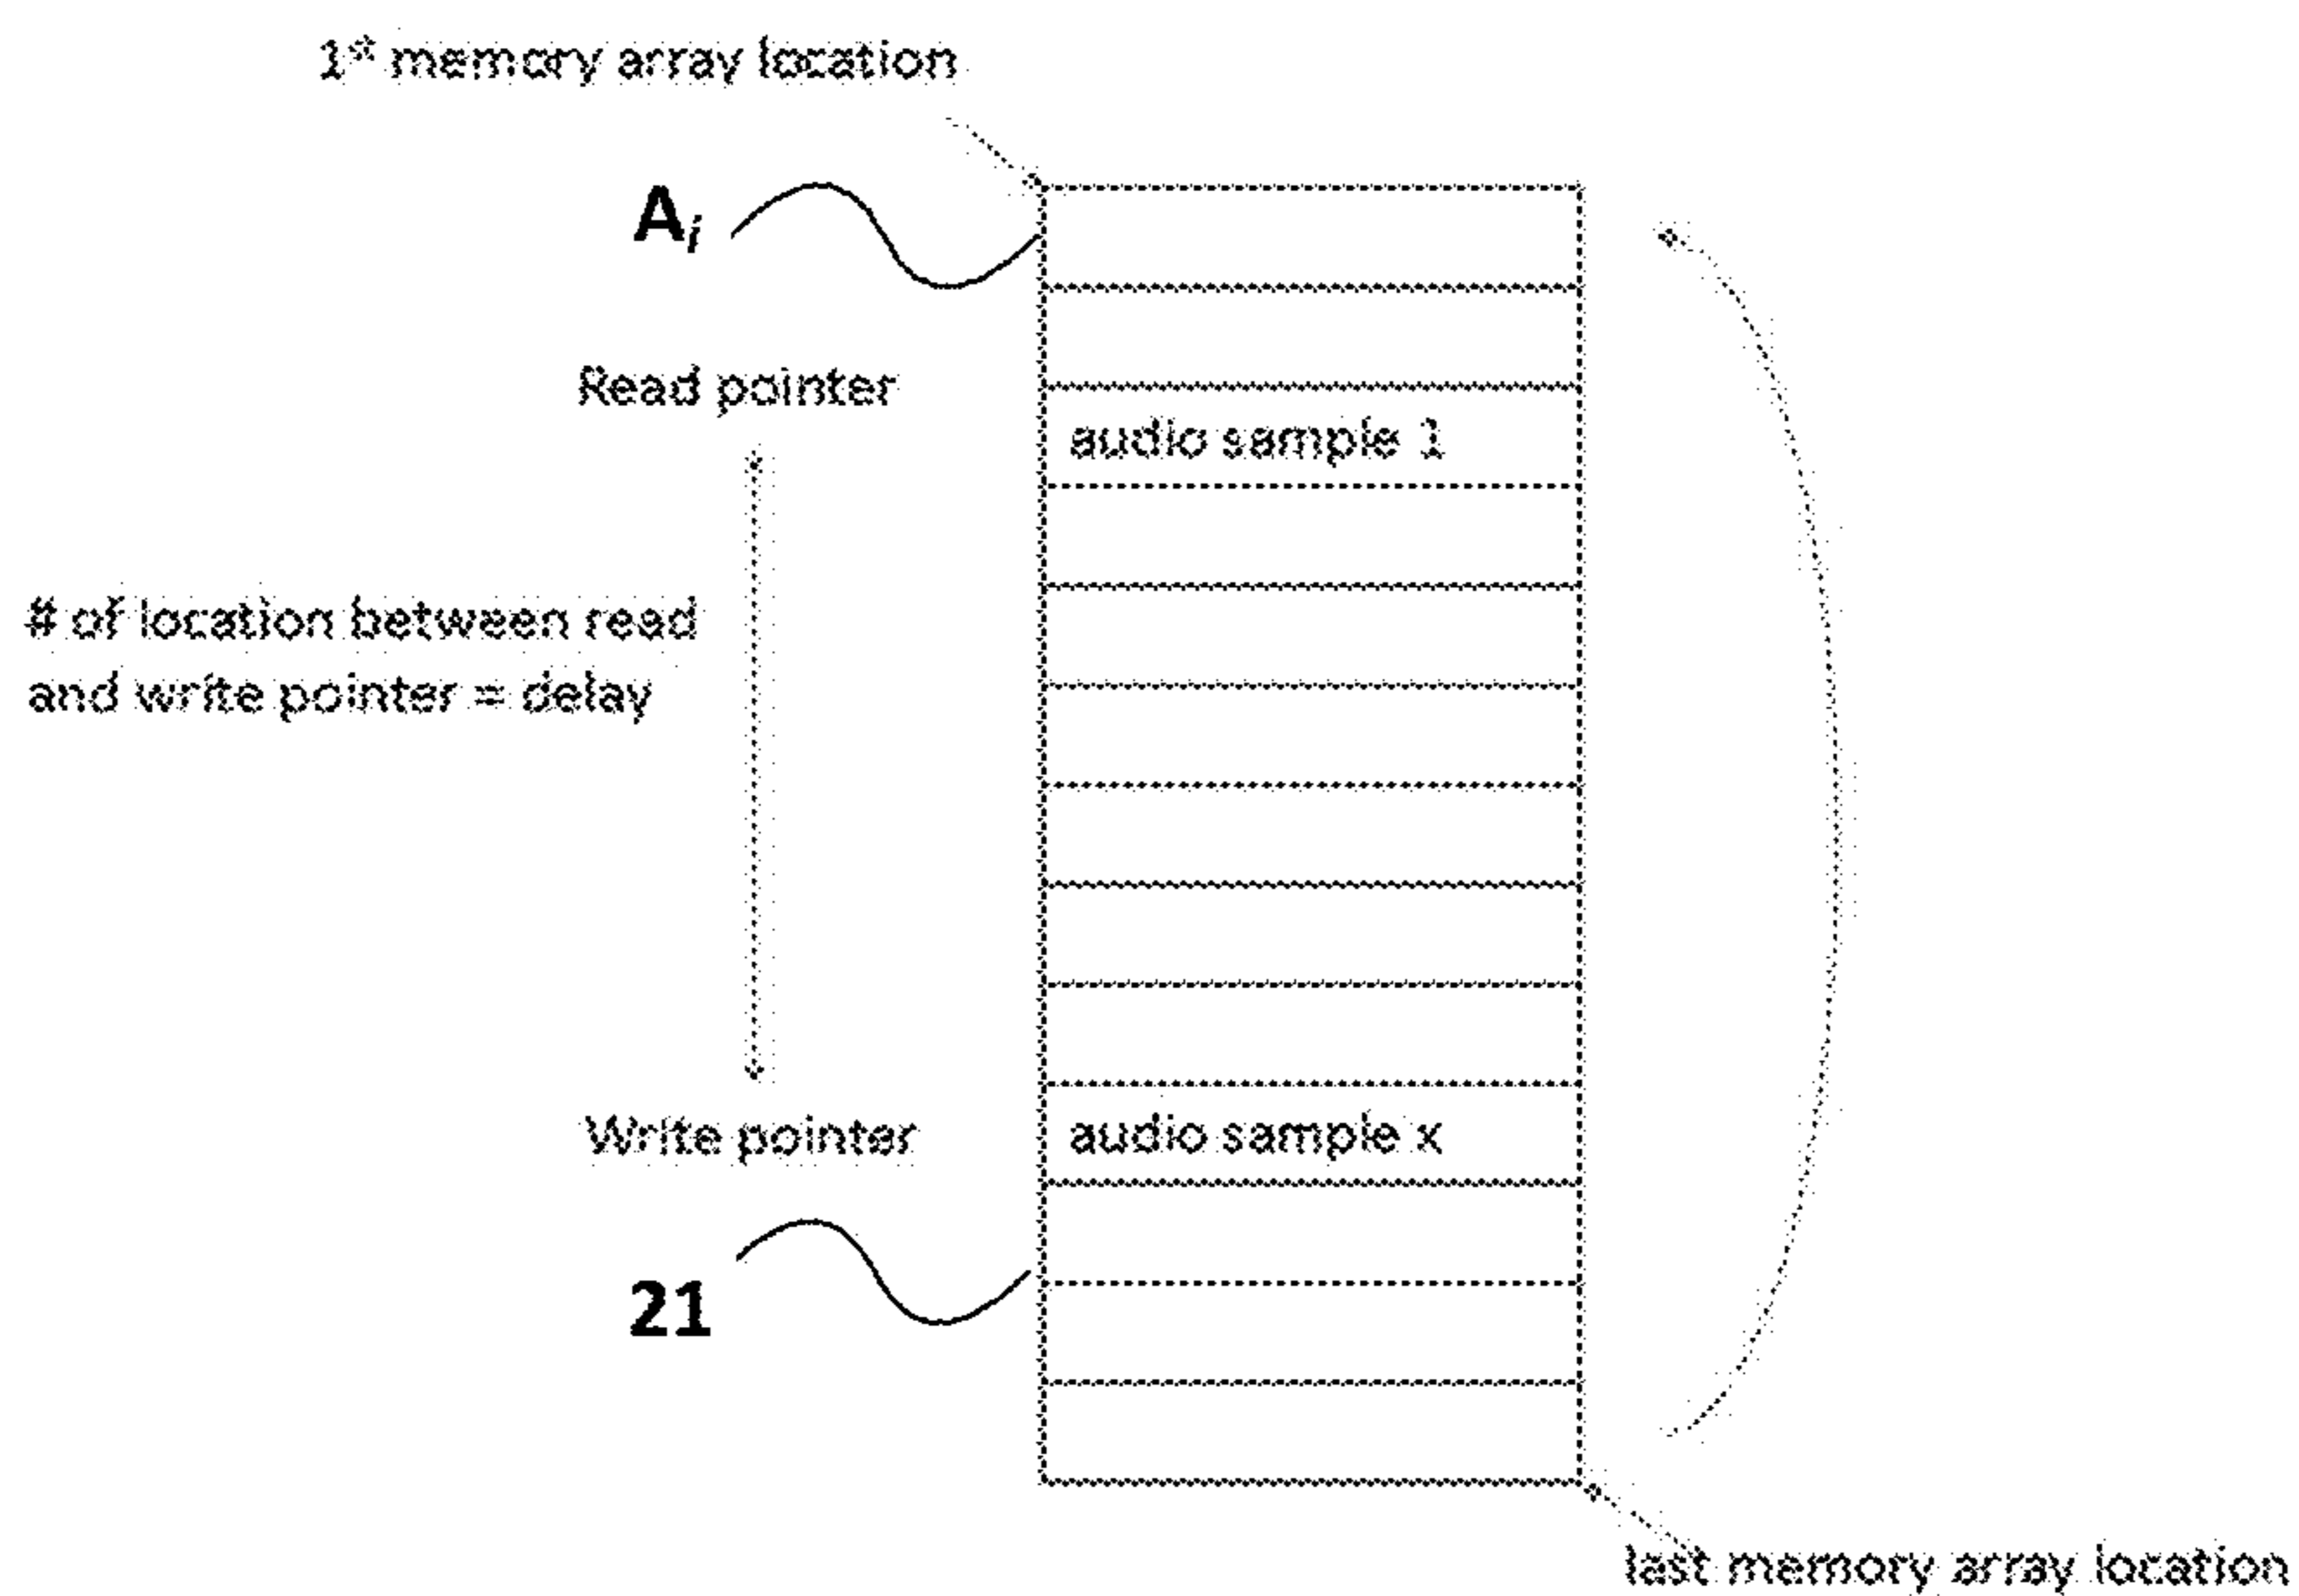 1st memory array location
Ai
Read pointer
audio sample 1
# of location between read
and write pointer = delay
Write pointer
audio sample x
21
last memory array location